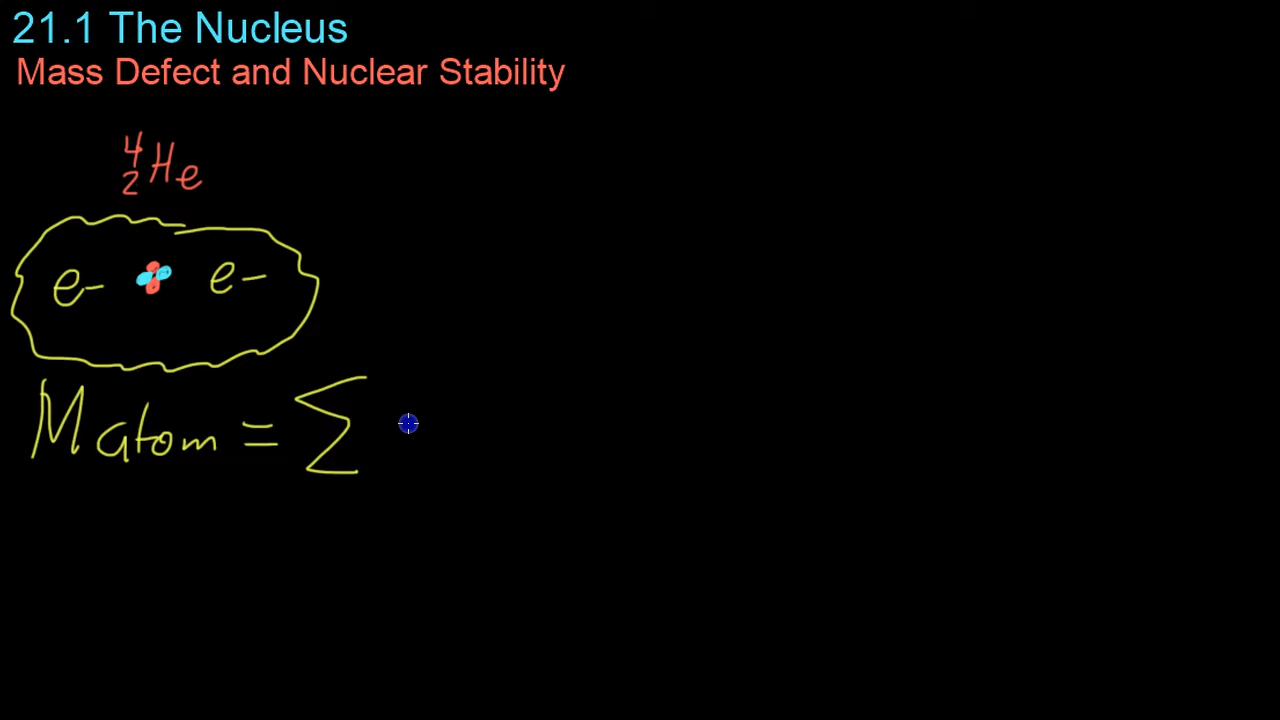 21.1 The Nucleus
Mass Defect and Nuclear Stability
4
2He
e- e-
Matom = Σ